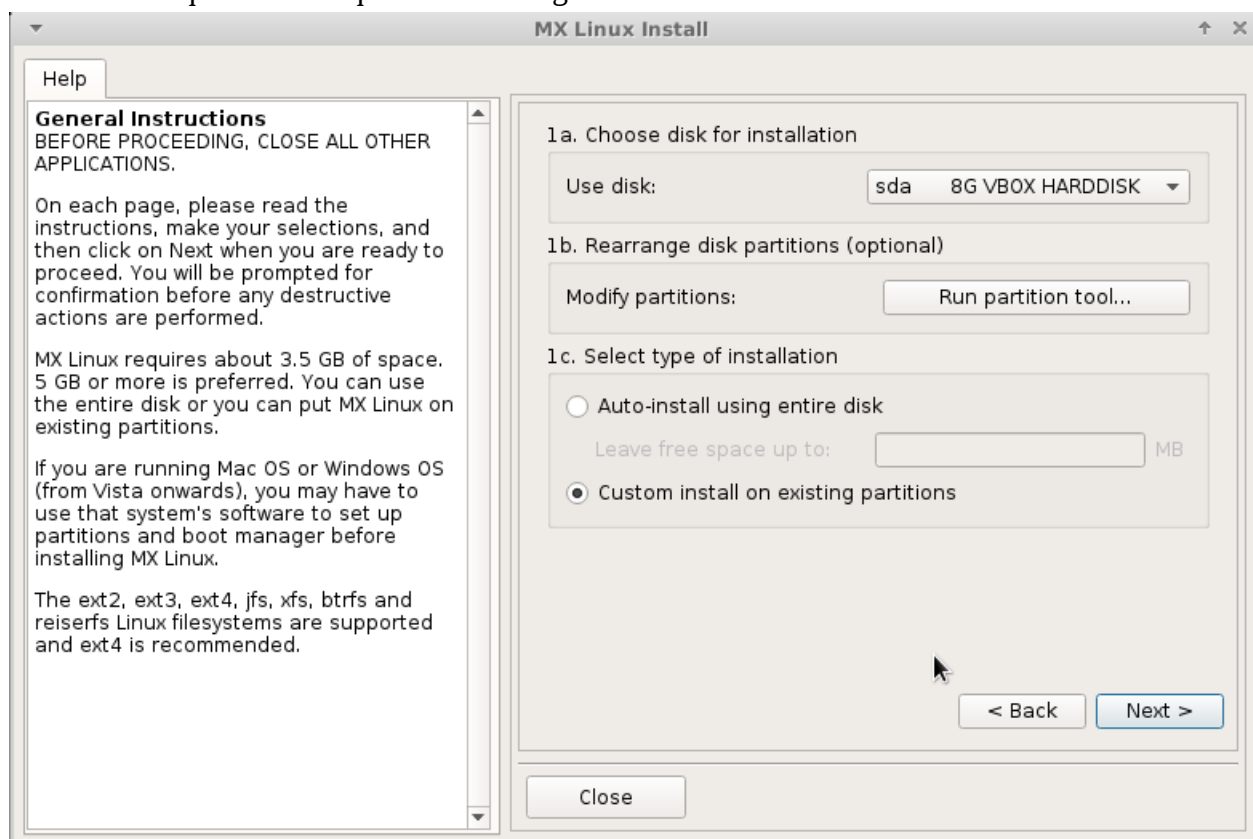 MX Linux Install
Help
General Instructions
BEFORE PROCEEDING, CLOSE ALL OTHER
APPLICATIONS.
On each page, please read the
instructions, make your selections, and
then click on Next when you are ready to
proceed. You will be prompted for
confirmation before any destructive
actions are performed.
MX Linux requires about 3.5 GB of space.
5 GB or more is preferred. You can use
the entire disk or you can put MX Linux on
existing partitions.
If you are running Mac OS or Windows OS
(from Vista onwards), you may have to
use that system's software to set up
partitions and boot manager before
installing MX Linux.
The ext2, ext3, ext4, jfs, xfs, btrfs and
reiserfs Linux filesystems are supported
and ext4 is recommended.
1a. Choose disk for installation
Use disk: sda 8G VBOX HARDDISK
1b. Rearrange disk partitions (optional)
Modify partitions: Run partition tool...
1c. Select type of installation
Auto-install using entire disk
Leave free space up to: MB
Custom install on existing partitions
< Back Next >
Close